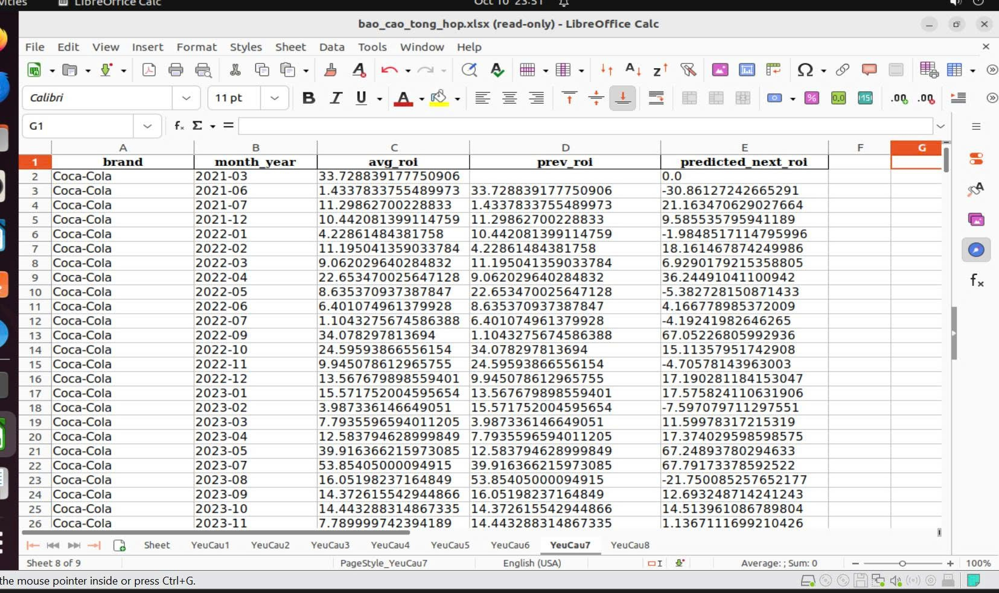 LibreOffice Calc
Oct 10 23:51
bao_cao_tong_hop.xlsx (read-only) - LibreOffice Calc
File Edit View Insert Format Styles Sheet Data Tools Window Help
Calibri 11 pt
G1
A B C D E F G
1 brand month_year avg_roi prev_roi predicted_next_roi
2 Coca-Cola 2021-03 33.728839177750906 0.0
3 Coca-Cola 2021-06 1.4337833755489973 33.728839177750906 -30.86127242665291
4 Coca-Cola 2021-07 11.29862700228833 1.4337833755489973 21.163470629027664
5 Coca-Cola 2021-12 10.442081399114759 11.29862700228833 9.585535795941189
6 Coca-Cola 2022-01 4.22861484381758 10.442081399114759 -1.9848517114795996
7 Coca-Cola 2022-02 11.195041359033784 4.22861484381758 18.161467874249986
8 Coca-Cola 2022-03 9.062029640284832 11.195041359033784 6.9290179215358805
9 Coca-Cola 2022-04 22.653470025647128 9.062029640284832 36.24491041100942
10 Coca-Cola 2022-05 8.635370937387847 22.653470025647128 -5.382728150871433
11 Coca-Cola 2022-06 6.401074961379928 8.635370937387847 4.166778985372009
12 Coca-Cola 2022-07 1.1043275674586388 6.401074961379928 -4.19241982646265
13 Coca-Cola 2022-09 34.078297813694 1.1043275674586388 67.05226805992936
14 Coca-Cola 2022-10 24.59593866556154 34.078297813694 15.11357951742908
15 Coca-Cola 2022-11 9.945078612965755 24.59593866556154 -4.70578143963003
16 Coca-Cola 2022-12 13.567679898559401 9.945078612965755 17.190281184153047
17 Coca-Cola 2023-01 15.571752004595654 13.567679898559401 17.575824110631906
18 Coca-Cola 2023-02 3.987336146649051 15.571752004595654 -7.597079711297551
19 Coca-Cola 2023-03 7.7935596594011205 3.987336146649051 11.59978317215319
20 Coca-Cola 2023-04 12.583794628999849 7.7935596594011205 17.374029598598575
21 Coca-Cola 2023-05 39.916366215973085 12.583794628999849 67.24893780294633
22 Coca-Cola 2023-07 53.85405000094915 39.916366215973085 67.79173378592522
23 Coca-Cola 2023-08 16.05198237164849 53.85405000094915 -21.750085257652177
24 Coca-Cola 2023-09 14.372615542944866 16.05198237164849 12.693248714241243
25 Coca-Cola 2023-10 14.443288314867335 14.372615542944866 14.513961086789804
26 Coca-Cola 2023-11 7.789999742394189 14.443288314867335 1.1367111699210426
Sheet YeuCau1 YeuCau2 YeuCau3 YeuCau4 YeuCau5 YeuCau6 YeuCau7 YeuCau8
Sheet 8 of 9 PageStyle_YeuCau7 English (USA) Average: ; Sum: 0 100%
the mouse pointer inside or press Ctrl+G.